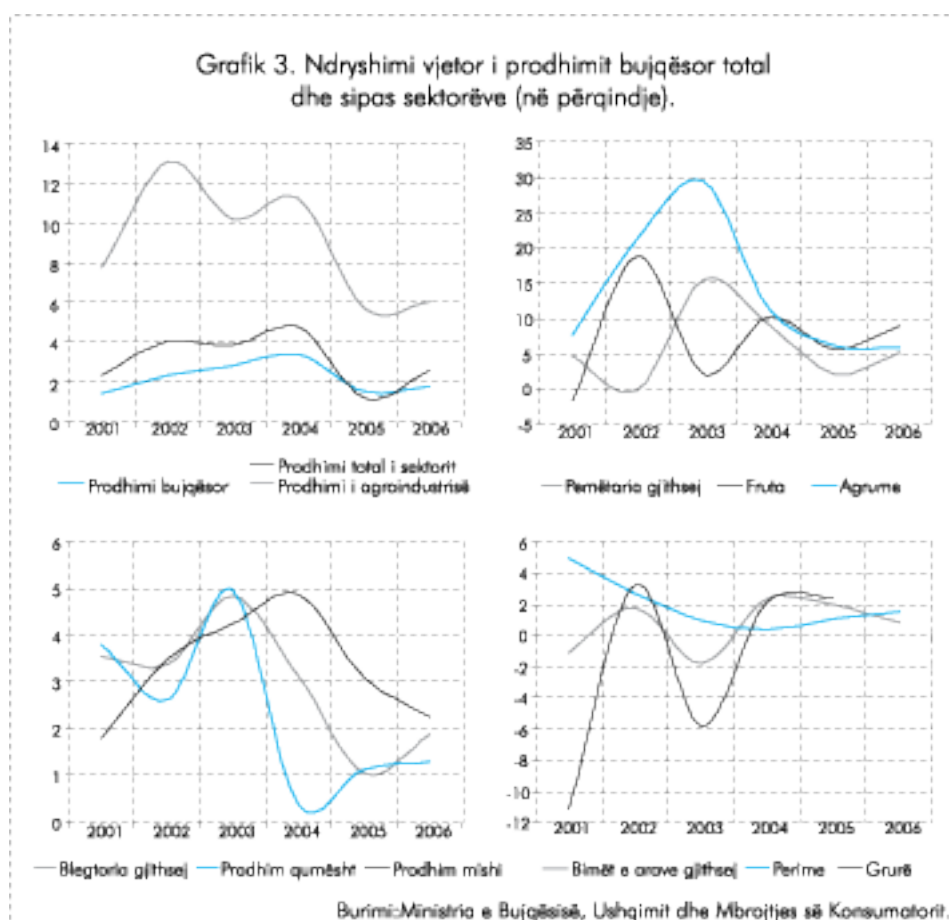 Grafik 3. Ndryshimi vjetor i prodhimit bujqësor total
dhe sipas sektorëve (në përqindje).
14
12
10
8
6
4
2
0
2001 2002 2003 2004 2005 2006
Prodhimi total i sektorit
Prodhimi bujqësor
Prodhimi i agroindustrisë
35
30
25
20
15
10
5
0
-5
2001 2002 2003 2004 2005 2006
Pemëtaria gjithsej Fruta Agrume
6
5
4
3
2
1
0
2001 2002 2003 2004 2005 2006
Blegtoria gjithsej Prodhim qumësht Prodhim mishi
6
4
2
0
-2
-4
-6
-8
-10
-12
2001 2002 2003 2004 2005 2006
Bimët e arave gjithsej Perime Grurë
Burimi:Ministria e Bujqësisë, Ushqimit dhe Mbrojtjes së Konsumatorit.